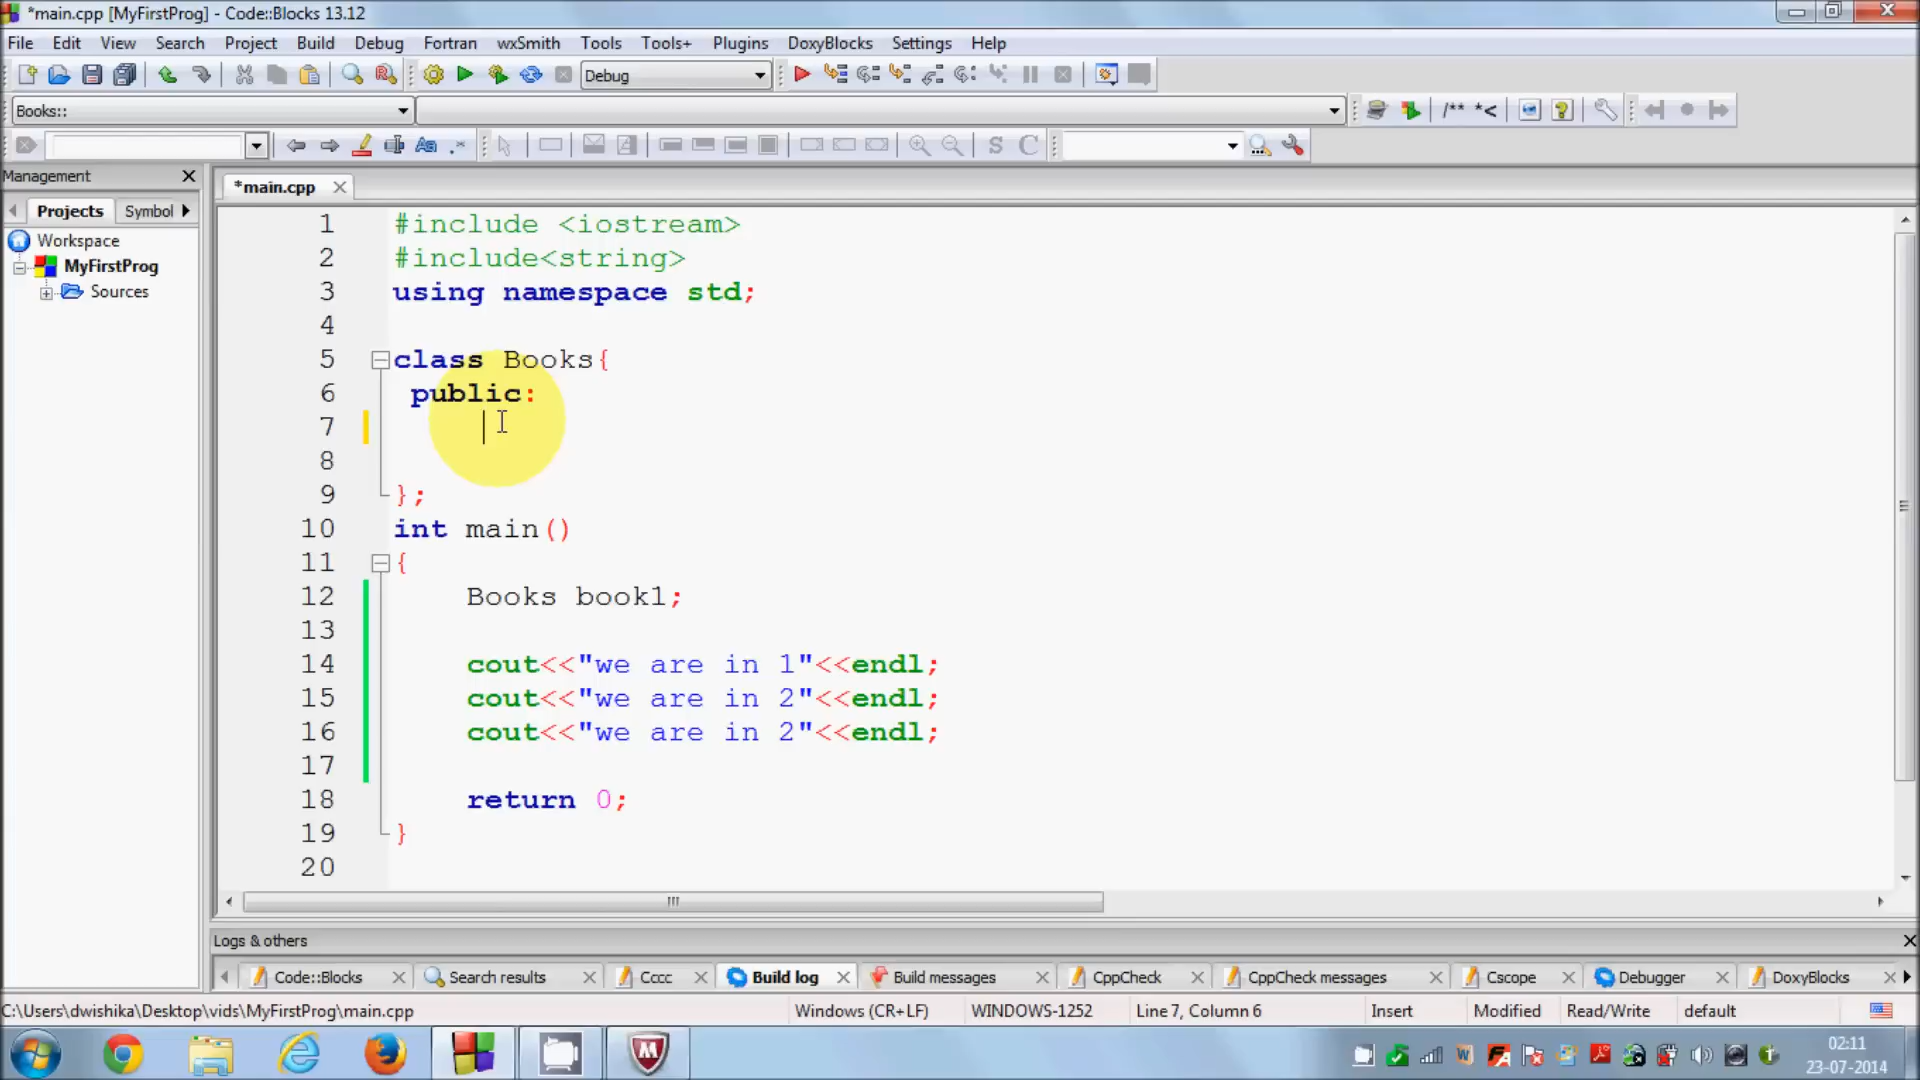 *main.cpp [MyFirstProg] - Code::Blocks 13.12
File Edit View Search Project Build Debug Fortran wxSmith Tools Tools+ Plugins DoxyBlocks Settings Help
Debug
Books::
/** *<
.*
S C
Management
*main.cpp
Projects Symbol
Workspace
MyFirstProg
Sources
1 #include <iostream>
2 #include<string>
3 using namespace std;
4
5 class Books{
6 public:
7
8
9 };
10 int main()
11 {
12 Books book1;
13
14 cout<<"we are in 1"<<endl;
15 cout<<"we are in 2"<<endl;
16 cout<<"we are in 2"<<endl;
17
18 return 0;
19 }
20
Logs & others
Code::Blocks Search results Cccc Build log Build messages CppCheck CppCheck messages Cscope Debugger DoxyBlocks
C:\Users\dwishika\Desktop\vids\MyFirstProg\main.cpp Windows (CR+LF) WINDOWS-1252 Line 7, Column 6 Insert Modified Read/Write default
02:11
23-07-2014